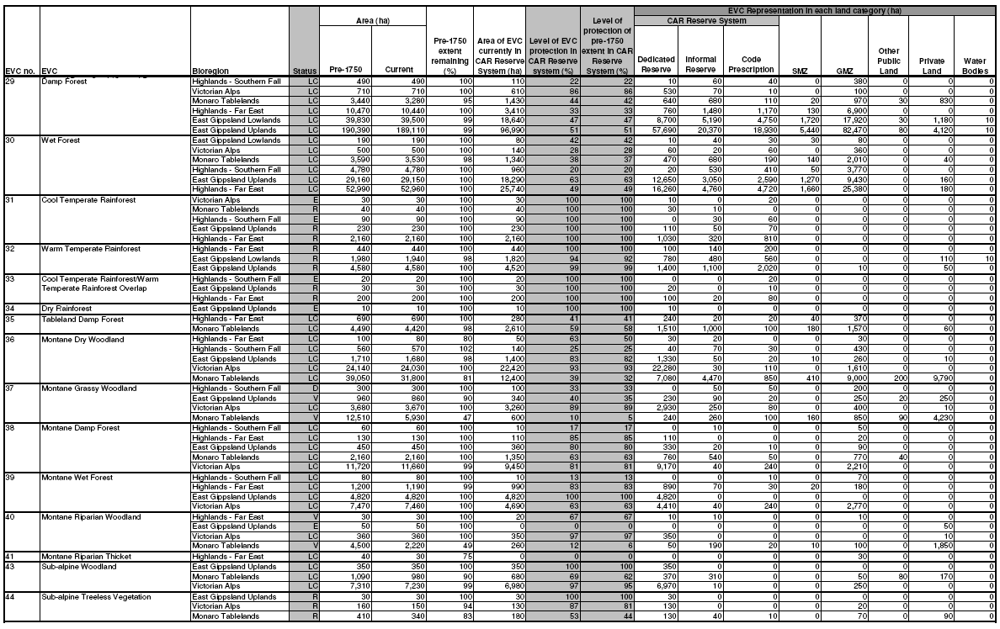 EVC Representation in each land category (ha)
Area (ha) Level of CAR Reserve System
protection of
Pre-1750 Area of EVC Level of EVC pre-1750 Other
extent currently in protection in extent in CAR Public
remaining CAR Reserve CAR Reserve Reserve Dedicated Informal Code Private Water
EVC no. EVC Bioregion Status Pre-1750 Current (%) System (ha) system (%) System (%) Reserve Reserve Prescription SMZ GMZ Land Land Bodies
29 Damp Forest Highlands - Southern Fall LC 490 490 100 110 22 22 10 60 40 0 380 0 0 0
Victorian Alps LC 710 710 100 610 86 86 530 70 10 0 100 0 0 0
Monaro Tablelands LC 3,440 3,280 95 1,430 44 42 640 680 110 20 970 30 830 0
Highlands - Far East LC 10,470 10,440 100 3,410 33 33 760 1,480 1,170 130 6,900 0 0 0
East Gippsland Lowlands LC 39,830 39,500 99 18,640 47 47 8,700 5,190 4,750 1,720 17,920 30 1,180 10
East Gippsland Uplands LC 190,390 189,110 99 96,990 51 51 57,690 20,370 18,930 5,440 82,470 80 4,120 10
30 Wet Forest East Gippsland Lowlands LC 190 190 100 80 42 42 10 40 30 30 80 0 0 0
Victorian Alps LC 500 500 100 140 28 28 60 20 60 0 360 0 0 0
Monaro Tablelands LC 3,590 3,530 98 1,340 38 37 470 680 190 140 2,010 0 40 0
Highlands - Southern Fall LC 4,780 4,780 100 960 20 20 20 530 410 50 3,770 0 0 0
East Gippsland Uplands LC 29,160 29,150 100 18,290 63 63 12,650 3,050 2,590 1,270 9,430 0 160 0
Highlands - Far East LC 52,990 52,960 100 25,740 49 49 16,260 4,760 4,720 1,660 25,380 0 180 0
31 Cool Temperate Rainforest Victorian Alps E 30 30 100 30 100 100 10 0 20 0 0 0 0 0
Monaro Tablelands R 40 40 100 40 100 100 30 10 0 0 0 0 0 0
Highlands - Southern Fall E 90 90 100 90 100 100 0 30 60 0 0 0 0 0
East Gippsland Uplands R 230 230 100 230 100 100 110 50 70 0 0 0 0 0
Highlands - Far East R 2,160 2,160 100 2,160 100 100 1,030 320 810 0 0 0 0 0
32 Warm Temperate Rainforest Highlands - Far East R 440 440 100 440 100 100 100 140 200 0 0 0 0 0
East Gippsland Lowlands R 1,980 1,940 98 1,820 94 92 780 480 560 0 0 0 110 10
East Gippsland Uplands R 4,580 4,580 100 4,520 99 99 1,400 1,100 2,020 0 10 0 50 0
33 Cool Temperate Rainforest/Warm Highlands - Southern Fall E 20 20 100 20 100 100 0 0 20 0 0 0 0 0
Temperate Rainforest Overlap East Gippsland Uplands R 30 30 100 30 100 100 20 0 10 0 0 0 0 0
Highlands - Far East R 200 200 100 200 100 100 100 20 80 0 0 0 0 0
34 Dry Rainforest East Gippsland Uplands E 10 10 100 10 100 100 0 0 0 0 0 0 0 0
35 Tableland Damp Forest Highlands - Far East LC 690 690 100 280 41 41 240 20 20 40 370 0 0 0
Monaro Tablelands LC 4,490 4,420 98 2,610 59 58 1,510 1,000 100 180 1,570 0 60 0
36 Montane Dry Woodland Highlands - Far East LC 100 80 80 50 63 50 30 20 0 0 30 0 0 0
Highlands - Southern Fall LC 560 570 102 140 25 25 40 70 30 0 430 0 0 0
East Gippsland Uplands LC 1,710 1,680 98 1,400 83 82 1,330 50 20 10 260 0 10 0
Victorian Alps LC 24,140 24,030 100 22,420 93 93 22,280 30 110 0 1,610 0 0 0
Monaro Tablelands LC 39,050 31,800 81 12,400 39 32 7,080 4,470 850 410 9,000 200 9,790 0
37 Montane Grassy Woodland Highlands - Southern Fall D 300 300 100 100 33 33 0 50 50 0 200 0 0 0
East Gippsland Uplands V 960 860 90 340 40 35 230 90 20 0 250 20 250 0
Victorian Alps LC 3,680 3,670 100 3,260 89 89 2,930 250 80 0 400 0 10 0
Monaro Tablelands V 12,510 5,930 47 600 10 5 240 260 100 160 850 90 4,230 0
38 Montane Damp Forest Highlands - Southern Fall LC 60 60 100 10 17 17 0 10 0 0 50 0 0 0
Highlands - Far East LC 130 130 100 110 85 85 110 0 0 0 20 0 0 0
East Gippsland Uplands LC 450 450 100 360 80 80 330 20 10 0 90 0 0 0
Monaro Tablelands LC 2,160 2,160 100 1,350 63 63 760 540 50 0 770 40 0 0
Victorian Alps LC 11,720 11,660 99 9,450 81 81 9,170 40 240 0 2,210 0 0 0
39 Montane Wet Forest Highlands - Southern Fall LC 80 80 100 10 13 13 0 0 10 0 70 0 0 0
Highlands - Far East LC 1,200 1,190 99 990 83 83 890 70 30 20 180 0 0 0
East Gippsland Uplands LC 4,820 4,820 100 4,820 100 100 4,820 0 0 0 0 0 0 0
Victorian Alps LC 7,470 7,460 100 4,690 63 63 4,410 40 240 0 2,770 0 0 0
40 Montane Riparian Woodland Highlands - Far East V 30 30 100 20 67 67 10 10 0 0 10 0 0 0
East Gippsland Uplands E 50 50 100 0 0 0 0 0 0 0 0 0 50 0
Victorian Alps LC 360 360 100 350 97 97 350 0 0 0 0 0 10 0
Monaro Tablelands V 4,500 2,220 49 260 12 6 50 190 20 10 100 0 1,850 0
41 Montane Riparian Thicket Highlands - Far East LC 40 30 75 0 0 0 0 0 0 0 30 0 0 0
43 Sub-alpine Woodland East Gippsland Uplands LC 350 350 100 350 100 100 350 0 0 0 0 0 0 0
Monaro Tablelands LC 1,090 980 90 680 69 62 370 310 0 0 50 80 170 0
Victorian Alps LC 7,310 7,230 99 6,980 97 95 6,970 0 10 0 250 0 0 0
44 Sub-alpine Treeless Vegetation East Gippsland Uplands R 30 30 100 30 100 100 30 0 0 0 0 0 0 0
Victorian Alps R 160 150 94 130 87 81 130 0 0 0 20 0 0 0
Monaro Tablelands R 410 340 83 180 53 44 130 40 10 0 70 0 90 0